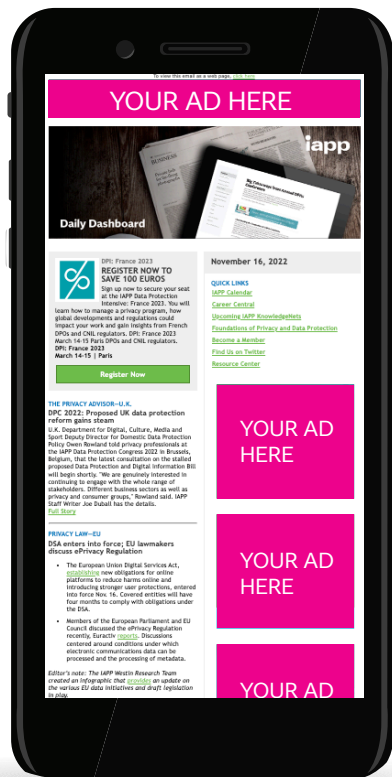 To view this email as a web page, click here
YOUR AD HERE
iapp
Daily Dashboard
DPI: France 2023
REGISTER NOW TO
SAVE 100 EUROS
Sign up now to secure your seat
at the IAPP Data Protection
Intensive: France 2023. You will
learn how to manage a privacy program, how
global developments and regulations could
impact your work and gain insights from French
DPOs and CNIL regulators. DPI: France 2023
March 14-15 Paris DPOs and CNIL regulators.
DPI: France 2023
March 14-15 | Paris
Register Now
THE PRIVACY ADVISOR—U.K.
DPC 2022: Proposed UK data protection
reform gains steam
U.K. Department for Digital, Culture, Media and
Sport Deputy Director for Domestic Data Protection
Policy Owen Rowland told privacy professionals at
the IAPP Data Protection Congress 2022 in Brussels,
Belgium, that the latest consultation on the stalled
proposed Data Protection and Digital Information Bill
will begin shortly. "We are genuinely interested in
continuing to engage with the whole range of
stakeholders. Different business sectors as well as
privacy and consumer groups," Rowland said. IAPP
Staff Writer Joe Duball has the details.
Full Story
PRIVACY LAW—EU
DSA enters into force; EU lawmakers
discuss ePrivacy Regulation
• The European Union Digital Services Act,
establishing new obligations for online
platforms to reduce harms online and
introducing stronger user protections, entered
into force Nov. 16. Covered entities will have
four months to comply with obligations under
the DSA.
• Members of the European Parliament and EU
Council discussed the ePrivacy Regulation
recently, Euractiv reports. Discussions
centered around conditions under which
electronic communications data can be
processed and the processing of metadata.
Editor's note: The IAPP Westin Research Team
created an infographic that provides an update on
the various EU data initiatives and draft legislation
in play.
November 16, 2022
QUICK LINKS
IAPP Calendar
Career Central
Upcoming IAPP KnowledgeNets
Foundations of Privacy and Data Protection
Become a Member
Find Us on Twitter
Resource Center
YOUR AD
HERE
YOUR AD
HERE
YOUR AD